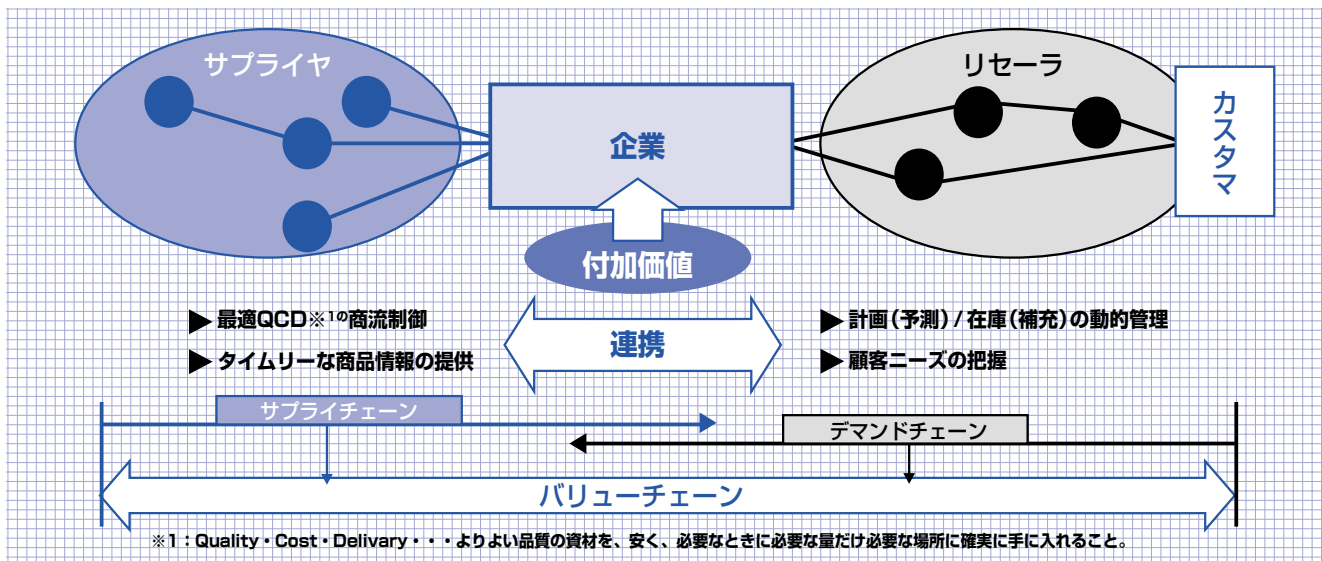 サプライヤ
企業
リセーラ
カスタマ
付加価値
▶最適QCD※1の商流制御
▶タイムリーな商品情報の提供
連携
▶計画(予測)/在庫(補充)の動的管理
▶顧客ニーズの把握
サプライチェーン
デマンドチェーン
バリューチェーン
※1:Quality・Cost・Delivary・・・よりよい品質の資材を、安く、必要なときに必要な量だけ必要な場所に確実に手に入れること。